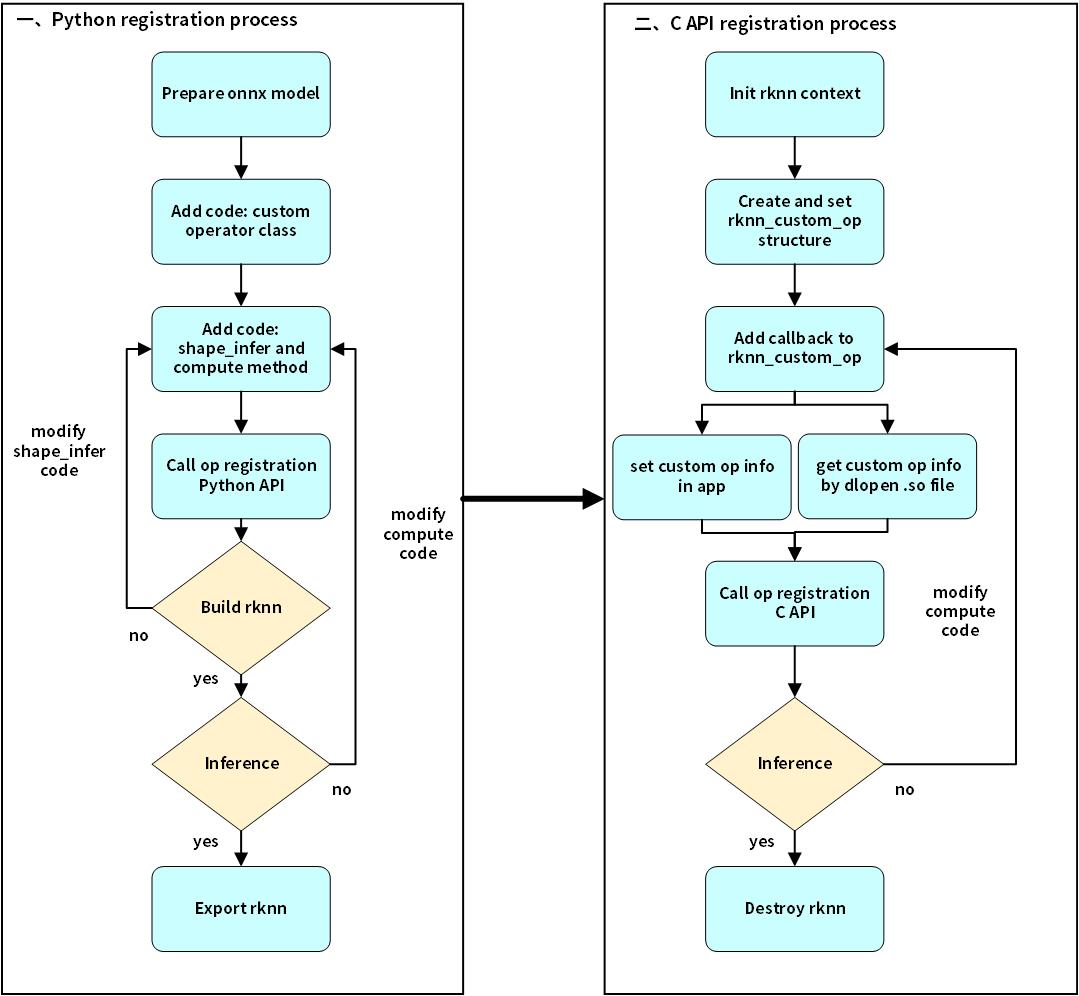 一、Python registration process
Prepare onnx model
Add code: custom
operator class
Add code:
shape_infer and
compute method
modify
shape_infer
code
Call op registration
Python API
modify
compute
code
Build rknn
no
yes
Inference
no
yes
Export rknn
二、C API registration process
Init rknn context
Create and set
rknn_custom_op
structure
Add callback to
rknn_custom_op
set custom op info
in app
get custom op info
by dlopen .so file
Call op registration
C API
modify
compute
code
Inference
no
yes
Destroy rknn